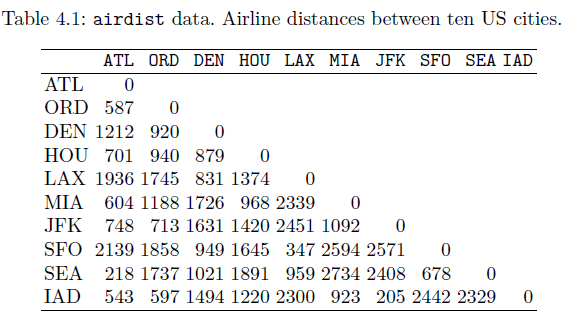 Table 4.1: airdist data. Airline distances between ten US cities.
ATL ORD DEN HOU LAX MIA JFK SFO SEA IAD
ATL 0
ORD 587 0
DEN 1212 920 0
HOU 701 940 879 0
LAX 1936 1745 831 1374 0
MIA 604 1188 1726 968 2339 0
JFK 748 713 1631 1420 2451 1092 0
SFO 2139 1858 949 1645 347 2594 2571 0
SEA 218 1737 1021 1891 959 2734 2408 678 0
IAD 543 597 1494 1220 2300 923 205 2442 2329 0